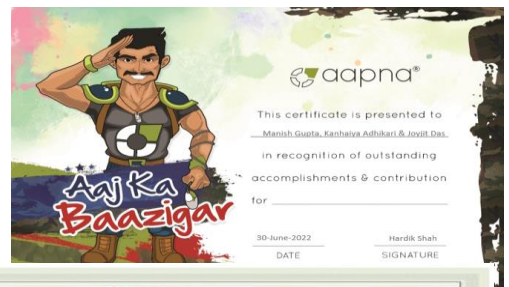 aapna®
This certificate is presented to
Manish Gupta, Kanhaiya Adhikari & Jovjit Das
in recognition of outstanding
accomplishments & contribution
for
Aaj Ka
Baazigar
30-June-2022 Hardik Shah
DATE SIGNATURE